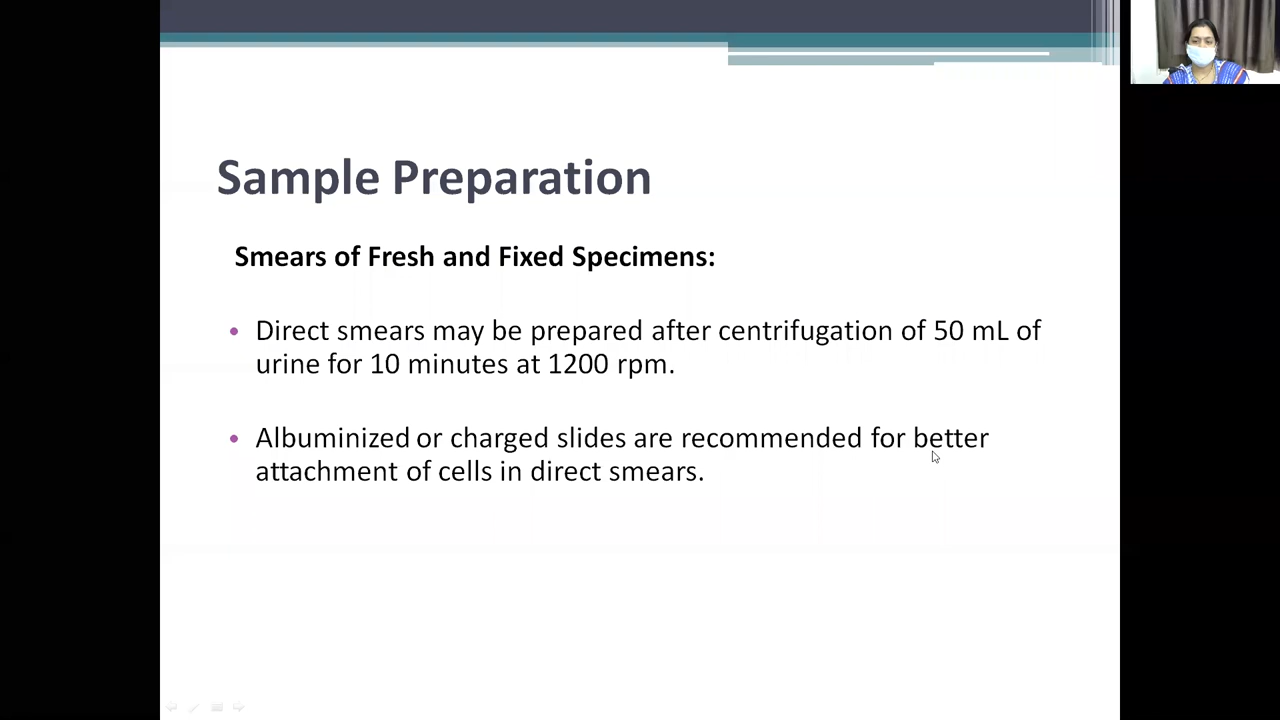 Sample Preparation
Smears of Fresh and Fixed Specimens:
• Direct smears may be prepared after centrifugation of 50 mL of
urine for 10 minutes at 1200 rpm.
• Albuminized or charged slides are recommended for better
attachment of cells in direct smears.